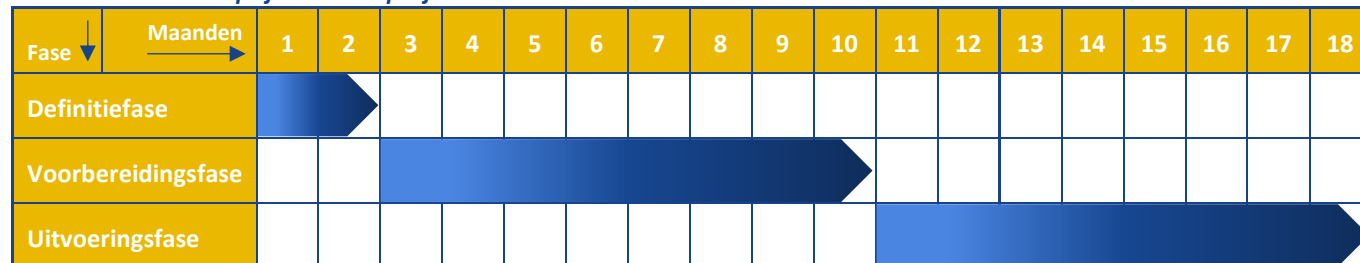 Maanden
Fase
1 2 3 4 5 6 7 8 9 10 11 12 13 14 15 16 17 18
Definitiefase
Voorbereidingsfase
Uitvoeringsfase